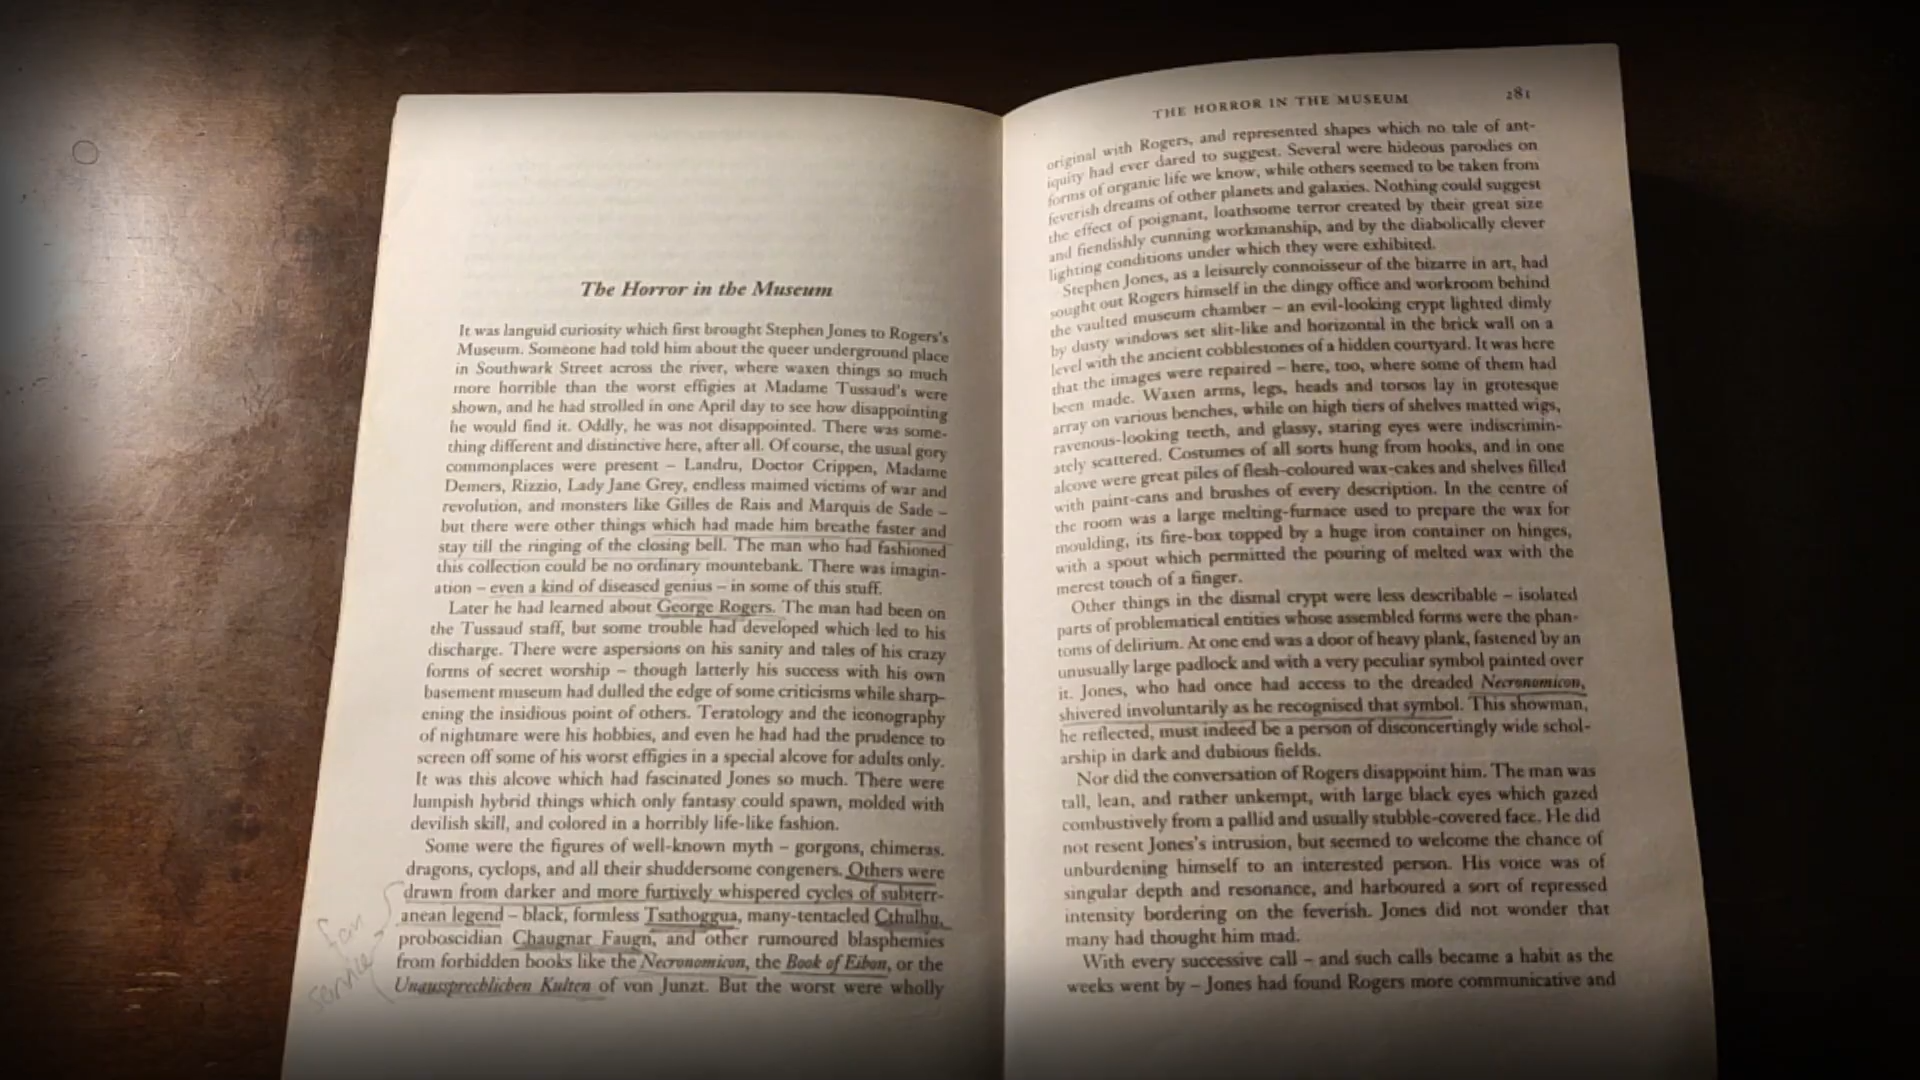 The Horror in the Museum
It was languid curiosity which first brought Stephen Jones to Rogers's
Museum. Someone had told him about the queer underground place
in Southwark Street across the river, where waxen things so much
more horrible than the worst effigies at Madame Tussaud's were
shown, and he had strolled in one April day to see how disappointing
he would find it. Oddly, he was not disappointed. There was some-
thing different and distinctive here, after all. Of course, the usual gory
commonplaces were present – Landru, Doctor Crippen, Madame
Demers, Rizzio, Lady Jane Grey, endless maimed victims of war and
revolution, and monsters like Gilles de Rais and Marquis de Sade –
but there were other things which had made him breathe faster and
stay till the ringing of the closing bell. The man who had fashioned
this collection could be no ordinary mountebank. There was imagin-
ation – even a kind of diseased genius – in some of this stuff.
Later he had learned about George Rogers. The man had been on
the Tussaud staff, but some trouble had developed which led to his
discharge. There were aspersions on his sanity and tales of his crazy
forms of secret worship – though latterly his success with his own
basement museum had dulled the edge of some criticisms while sharp-
ening the insidious point of others. Teratology and the iconography
of nightmare were his hobbies, and even he had had the prudence to
screen off some of his worst effigies in a special alcove for adults only.
It was this alcove which had fascinated Jones so much. There were
lumpish hybrid things which only fantasy could spawn, molded with
devilish skill, and colored in a horribly life-like fashion.
Some were the figures of well-known myth – gorgons, chimeras,
dragons, cyclops, and all their shuddersome congeners. Others were
drawn from darker and more furtively whispered cycles of subterr-
anean legend – black, formless Tsathoggua, many-tentacled Cthulhu,
proboscidian Chaugnar Faugn, and other rumoured blasphemies
from forbidden books like the Necronomicon, the Book of Eibon, or the
Unaussprechlichen Kulten of von Junzt. But the worst were wholly
fan
service
THE HORROR IN THE MUSEUM 281
original with Rogers, and represented shapes which no tale of ant-
iquity had ever dared to suggest. Several were hideous parodies on
forms of organic life we know, while others seemed to be taken from
feverish dreams of other planets and galaxies. Nothing could suggest
the effect of poignant, loathsome terror created by their great size
and fiendishly cunning workmanship, and by the diabolically clever
lighting conditions under which they were exhibited.
Stephen Jones, as a leisurely connoisseur of the bizarre in art, had
sought out Rogers himself in the dingy office and workroom behind
the vaulted museum chamber – an evil-looking crypt lighted dimly
by dusty windows set slit-like and horizontal in the brick wall on a
level with the ancient cobblestones of a hidden courtyard. It was here
that the images were repaired – here, too, where some of them had
been made. Waxen arms, legs, heads and torsos lay in grotesque
array on various benches, while on high tiers of shelves matted wigs,
ravenous-looking teeth, and glassy, staring eyes were indiscrimin-
ately scattered. Costumes of all sorts hung from hooks, and in one
alcove were great piles of flesh-coloured wax-cakes and shelves filled
with paint-cans and brushes of every description. In the centre of
the room was a large melting-furnace used to prepare the wax for
moulding, its fire-box topped by a huge iron container on hinges,
with a spout which permitted the pouring of melted wax with the
merest touch of a finger.
Other things in the dismal crypt were less describable – isolated
parts of problematical entities whose assembled forms were the phan-
toms of delirium. At one end was a door of heavy plank, fastened by an
unusually large padlock and with a very peculiar symbol painted over
it. Jones, who had once had access to the dreaded Necronomicon,
shivered involuntarily as he recognised that symbol. This showman,
he reflected, must indeed be a person of disconcertingly wide schol-
arship in dark and dubious fields.
Nor did the conversation of Rogers disappoint him. The man was
tall, lean, and rather unkempt, with large black eyes which gazed
combustively from a pallid and usually stubble-covered face. He did
not resent Jones's intrusion, but seemed to welcome the chance of
unburdening himself to an interested person. His voice was of
singular depth and resonance, and harboured a sort of repressed
intensity bordering on the feverish. Jones did not wonder that
many had thought him mad.
With every successive call – and such calls became a habit as the
weeks went by – Jones had found Rogers more communicative and